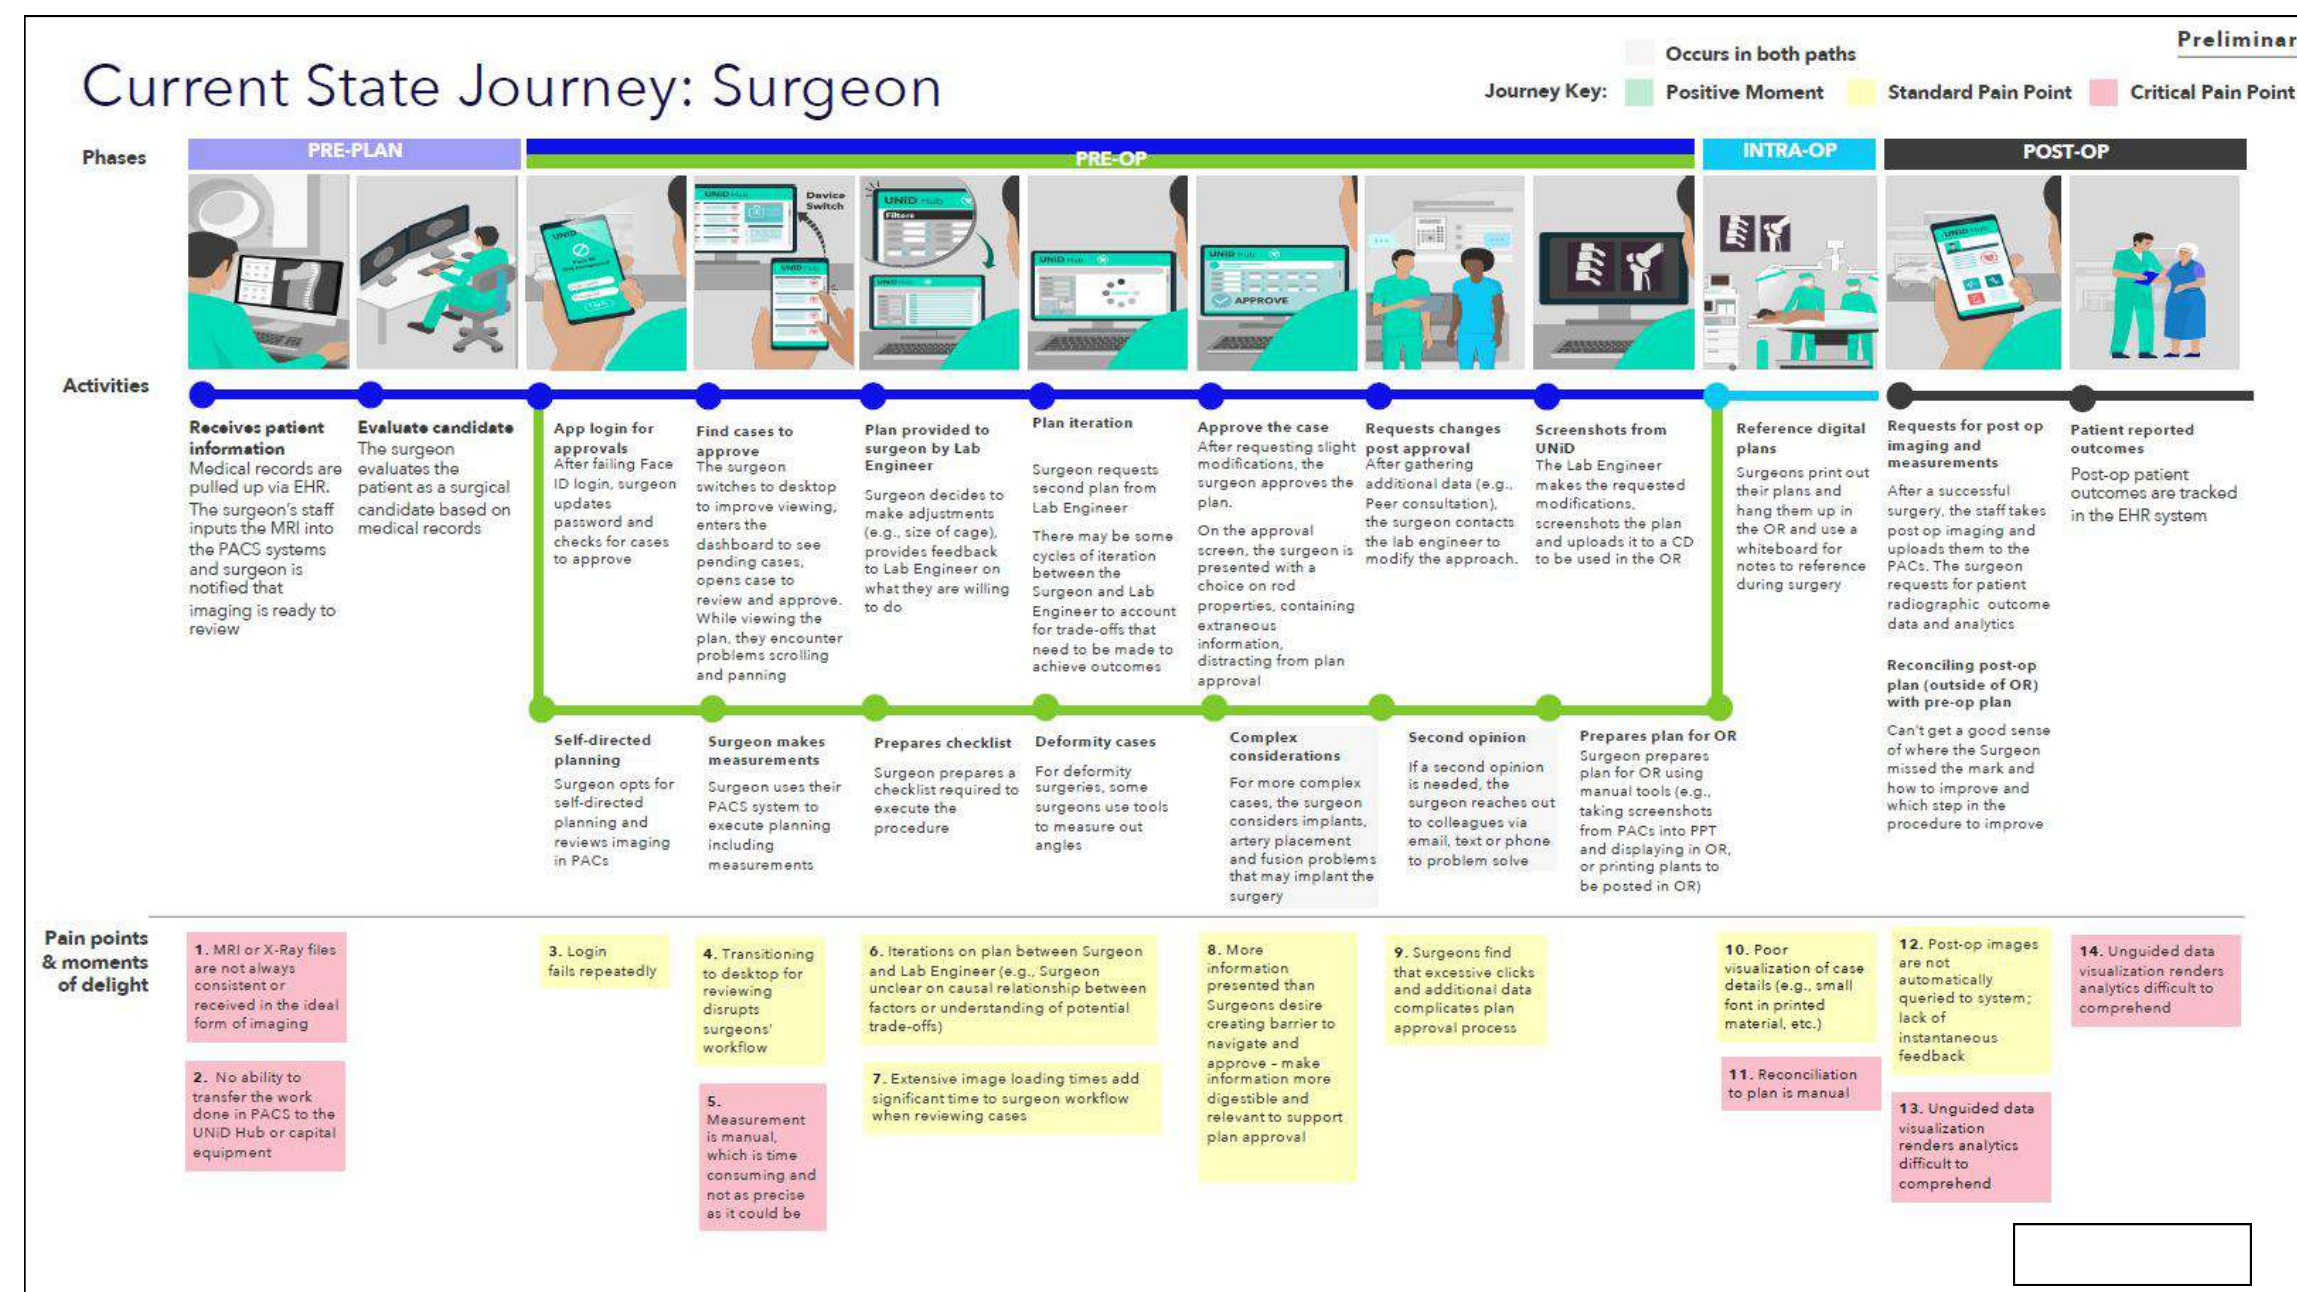 Preliminar
Occurs in both paths
Current State Journey: Surgeon
Journey Key:
Positive Moment
Standard Pain Point
Critical Pain Point
Phases
PRE-PLAN
PRE-OP
INTRA-OP
POST-OP
UNiD
UNiD Hub
Device
Switch
UNiD Hub
UNiD Hub
Filters
UNiD Hub
UNiD Hub
APPROVE
UNiD Hub
Activities
Receives patient
information
Medical records are
pulled up via EHR.
The surgeon's staff
inputs the MRI into
the PACS systems
and surgeon is
notified that
imaging is ready to
review
Evaluate candidate
The surgeon
evaluates the
patient as a surgical
candidate based on
medical records
App login for
approvals
After failing Face
ID login, surgeon
updates
password and
checks for cases
to approve
Find cases to
approve
The surgeon
switches to desktop
to improve viewing,
enters the
dashboard to see
pending cases,
opens case to
review and approve.
While viewing the
plan, they encounter
problems scrolling
and panning
Plan provided to
surgeon by Lab
Engineer
Surgeon decides to
make adjustments
(e.g., size of cage),
provides feedback
to Lab Engineer on
what they are willing
to do
Plan iteration
Surgeon requests
second plan from
Lab Engineer
There may be some
cycles of iteration
between the
Surgeon and Lab
Engineer to account
for trade-offs that
need to be made to
achieve outcomes
Approve the case
After requesting slight
modifications, the
surgeon approves the
plan.
On the approval
screen, the surgeon is
presented with a
choice on rod
properties, containing
extraneous
information,
distracting from plan
approval
Requests changes
post approval
After gathering
additional data (e.g.,
Peer consultation),
the surgeon contacts
the lab engineer to
modify the approach.
Screenshots from
UNiD
The Lab Engineer
makes the requested
modifications,
screenshots the plan
and uploads it to a CD
to be used in the OR
Reference digital
plans
Surgeons print out
their plans and
hang them up in
the OR and use a
whiteboard for
notes to reference
during surgery
Requests for post op
imaging and
measurements
After a successful
surgery, the staff takes
post op imaging and
uploads them to the
PACs. The surgeon
requests for patient
radiographic outcome
data and analytics
Reconciling post-op
plan (outside of OR)
with pre-op plan
Can't get a good sense
of where the Surgeon
missed the mark and
how to improve and
which step in the
procedure to improve
Patient reported
outcomes
Post-op patient
outcomes are tracked
in the EHR system
Self-directed
planning
Surgeon opts for
self-directed
planning and
reviews imaging
in PACs
Surgeon makes
measurements
Surgeon uses their
PACS system to
execute planning
including
measurements
Prepares checklist
Surgeon prepares a
checklist required to
execute the
procedure
Deformity cases
For deformity
surgeries, some
surgeons use tools
to measure out
angles
Complex
considerations
For more complex
cases, the surgeon
considers implants,
artery placement
and fusion problems
that may implant the
surgery
Second opinion
If a second opinion
is needed, the
surgeon reaches out
to colleagues via
email, text or phone
to problem solve
Prepares plan for OR
Surgeon prepares
plan for OR using
manual tools (e.g.,
taking screenshots
from PACs into PPT
and displaying in OR,
or printing plants to
be posted in OR)
Pain points
& moments
of delight
1. MRI or X-Ray files
are not always
consistent or
received in the ideal
form of imaging
2. No ability to
transfer the work
done in PACS to the
UNiD Hub or capital
equipment
3. Login
fails repeatedly
4. Transitioning
to desktop for
reviewing
disrupts
surgeons'
workflow
5.
Measurement
is manual,
which is time
consuming and
not as precise
as it could be
6. Iterations on plan between Surgeon
and Lab Engineer (e.g., Surgeon
unclear on causal relationship between
factors or understanding of potential
trade-offs)
7. Extensive image loading times add
significant time to surgeon workflow
when reviewing cases
8. More
information
presented than
Surgeons desire
creating barrier to
navigate and
approve – make
information more
digestible and
relevant to support
plan approval
9. Surgeons find
that excessive clicks
and additional data
complicates plan
approval process
10. Poor
visualization of case
details (e.g., small
font in printed
material, etc.)
11. Reconciliation
to plan is manual
12. Post-op images
are not
automatically
queried to system;
lack of
instantaneous
feedback
13. Unguided data
visualization
renders analytics
difficult to
comprehend
14. Unguided data
visualization renders
analytics difficult to
comprehend